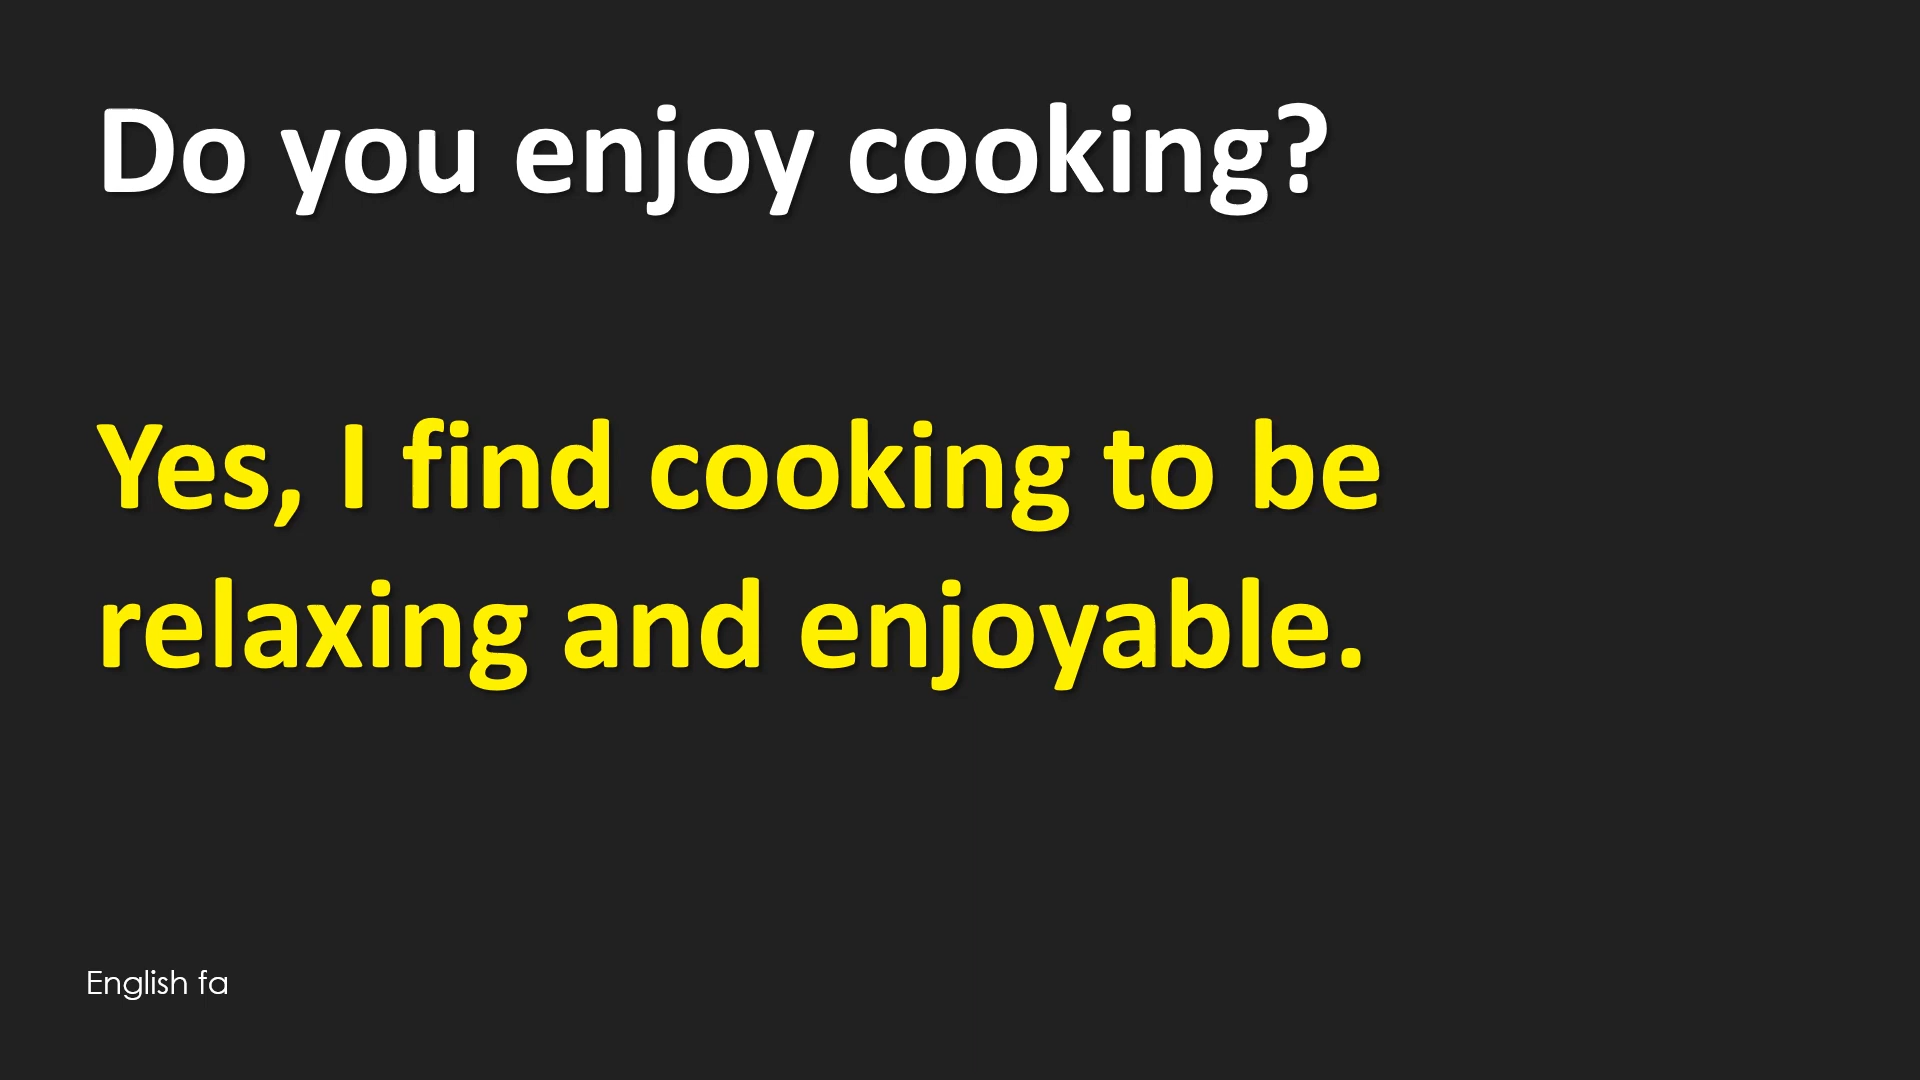 Do you enjoy cooking?
Yes, I find cooking to be
relaxing and enjoyable.
English fa